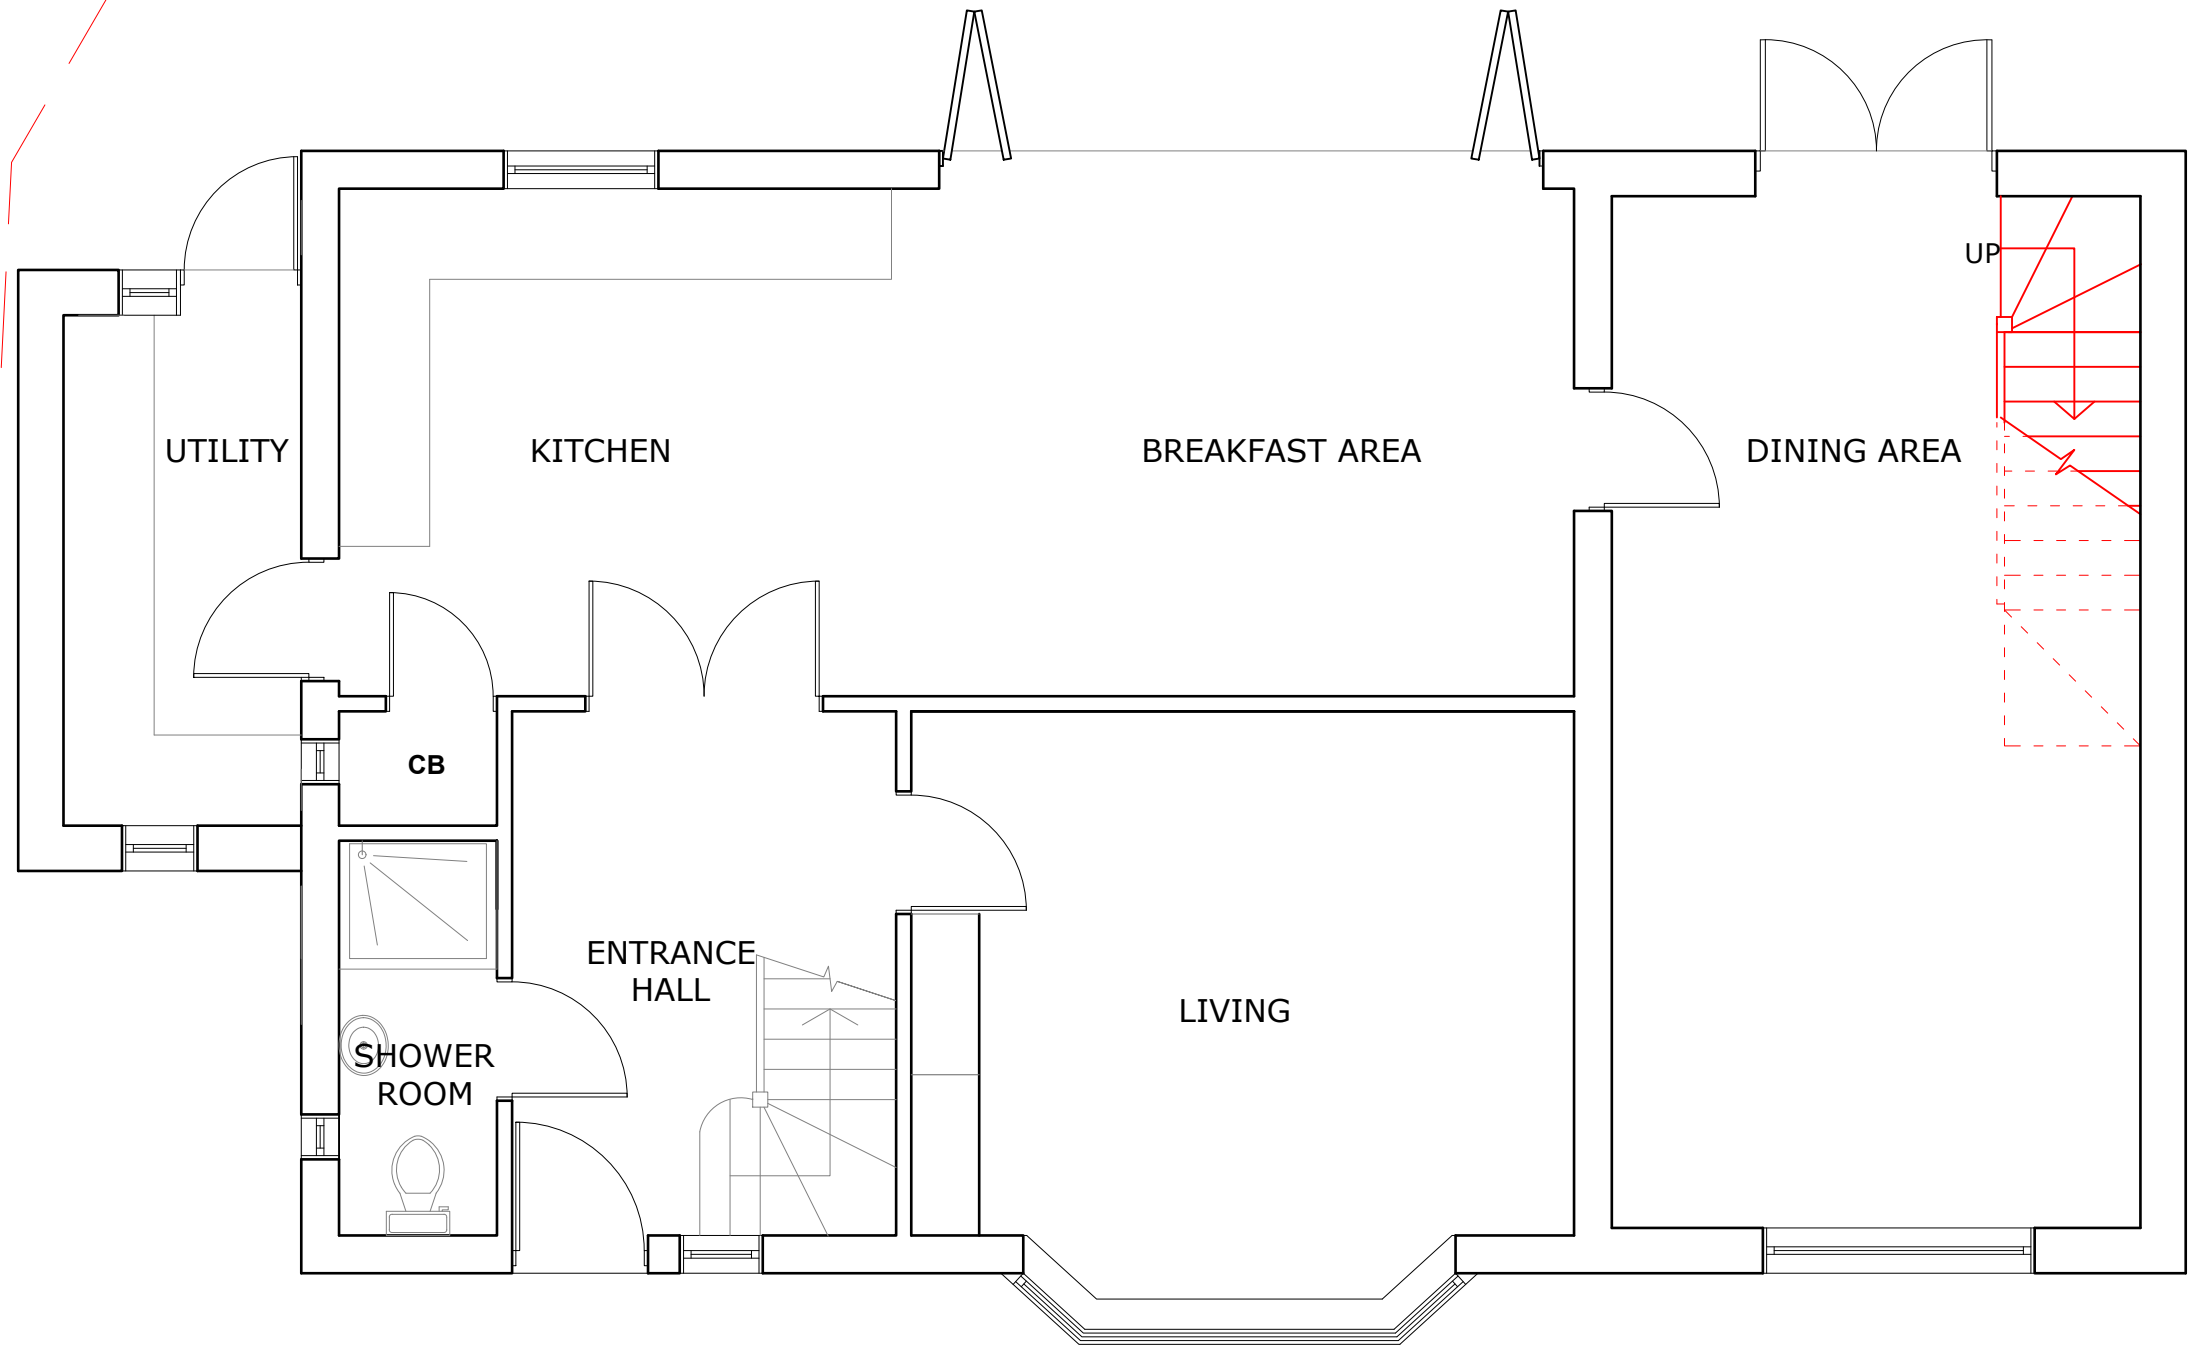 UP
UTILITY
KITCHEN
BREAKFAST AREA
DINING AREA
CB
ENTRANCE
HALL
LIVING
SHOWER
ROOM